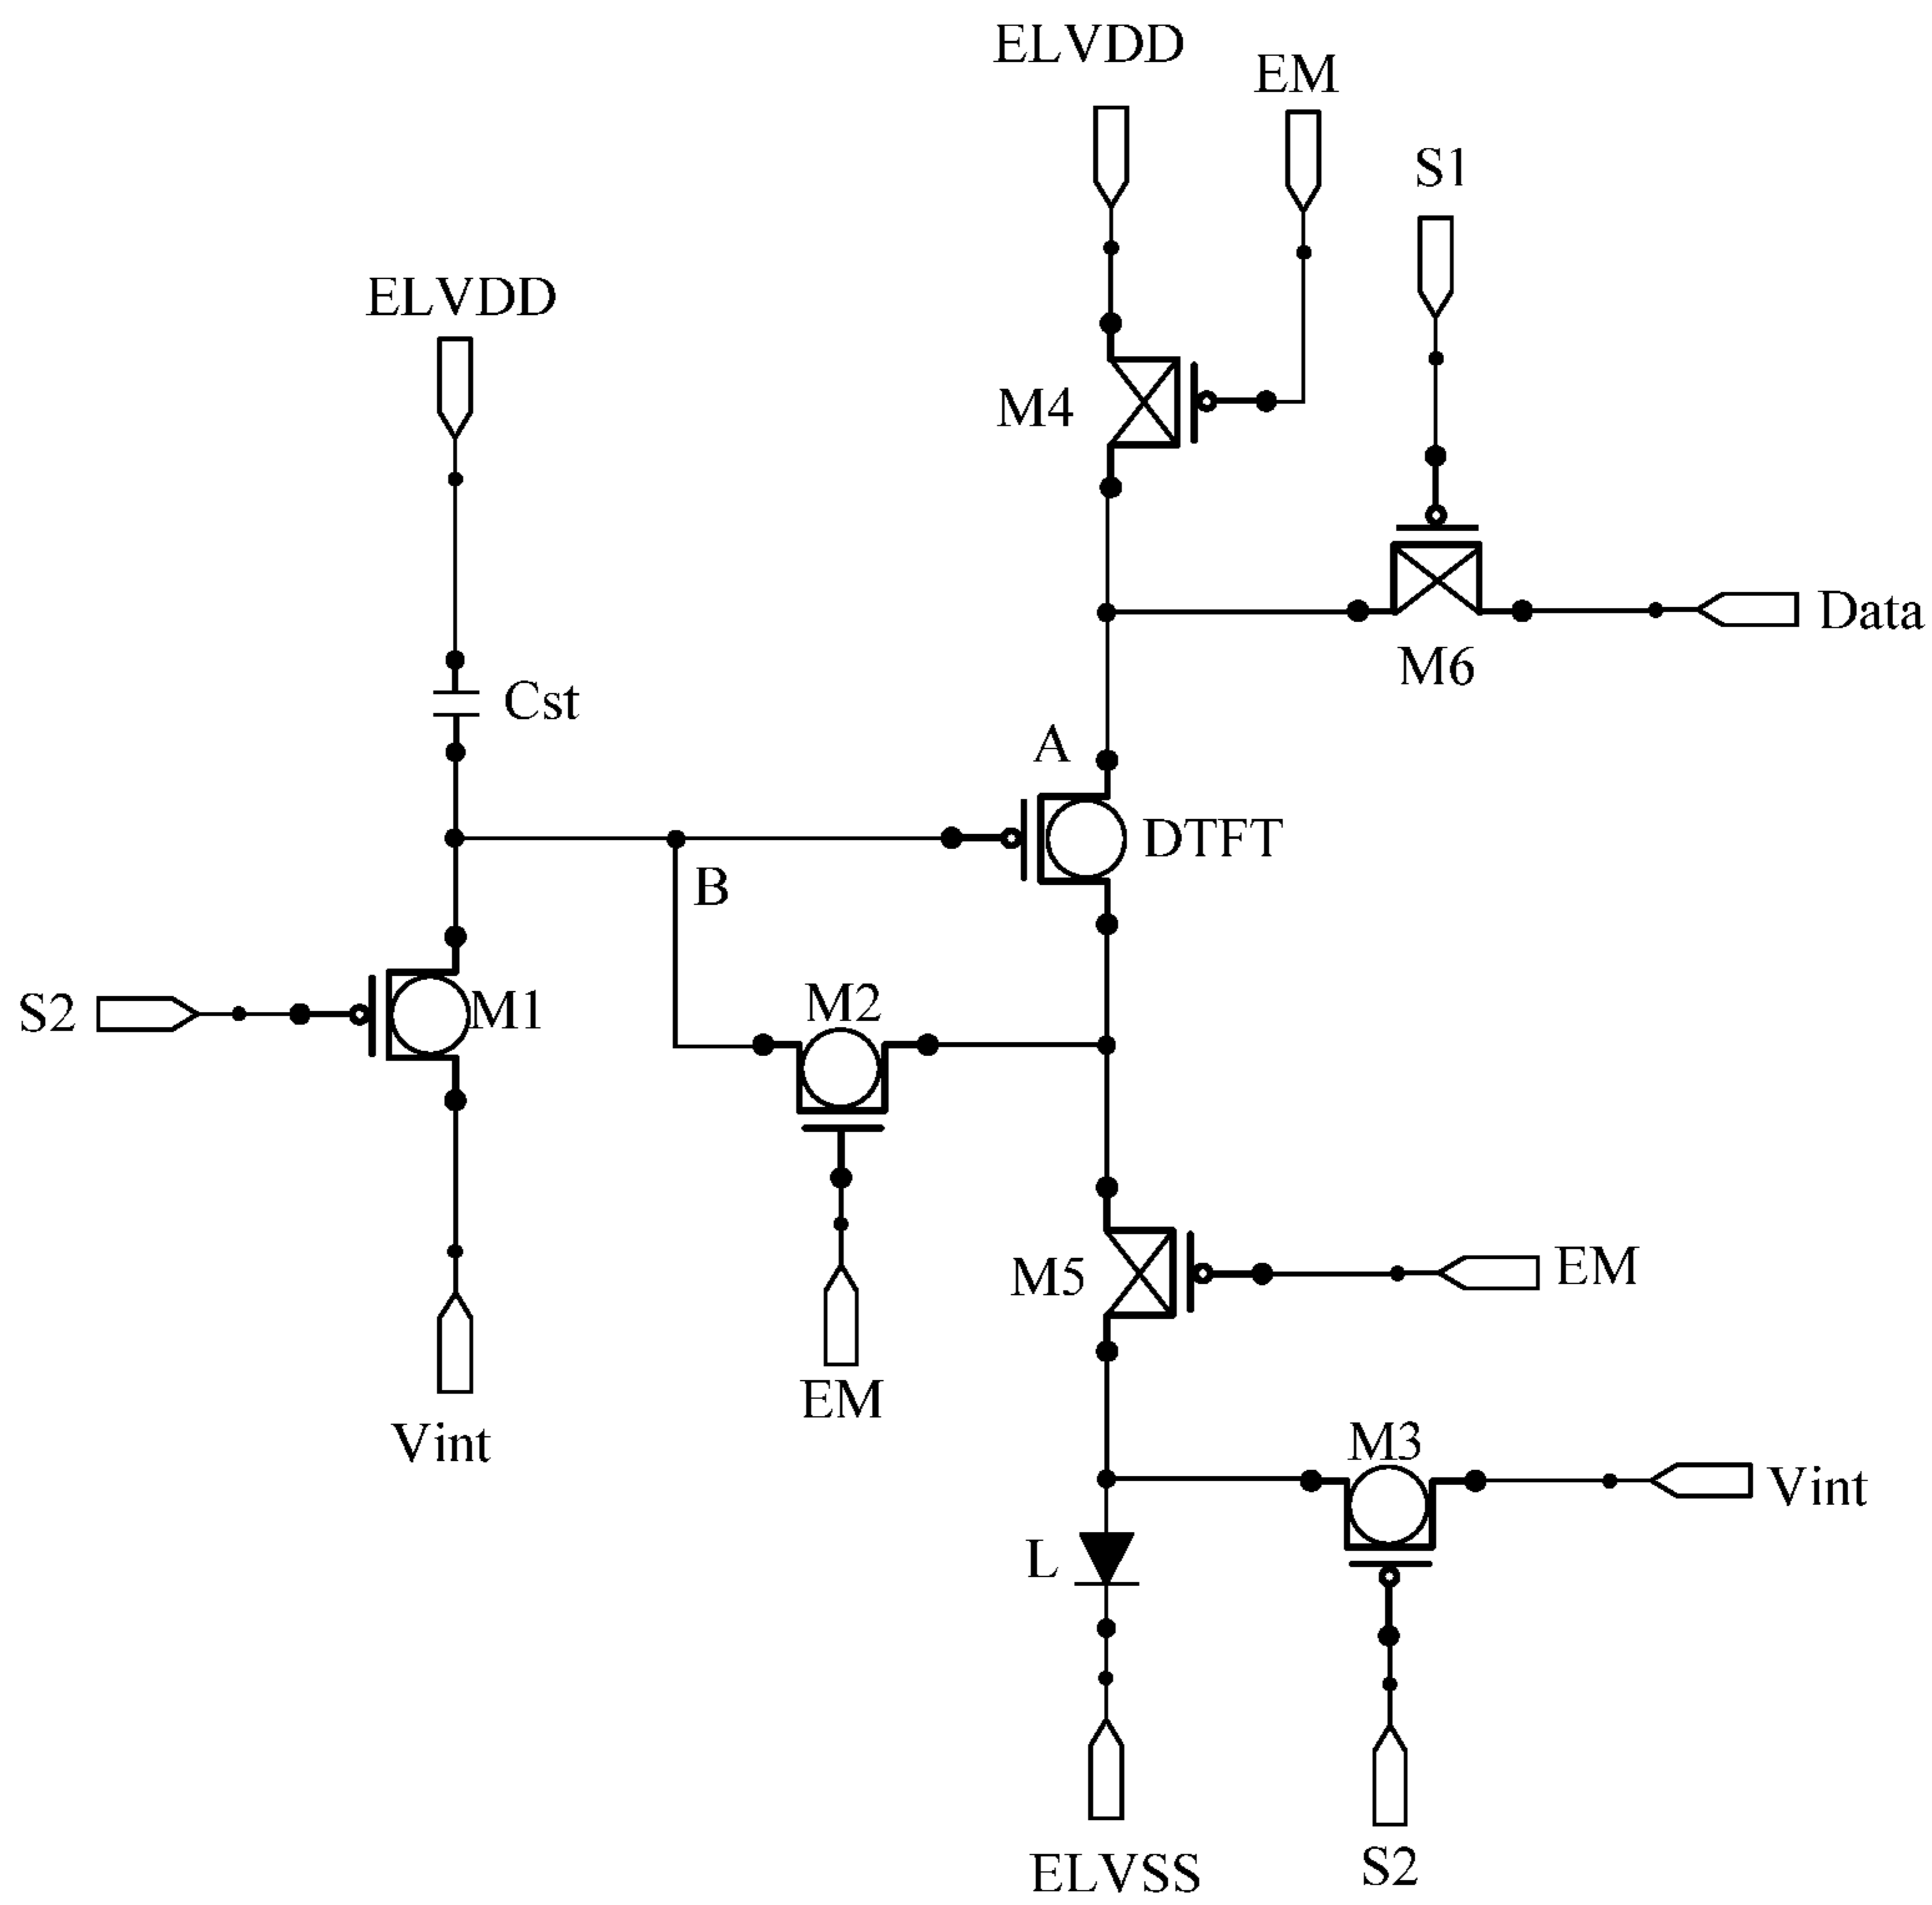 ELVDD
EM
S1
ELVDD
M4
Data
M6
Cst
A
DTFT
B
S2
M1
M2
EM
M5
EM
Vint
M3
Vint
L
ELVSS
S2